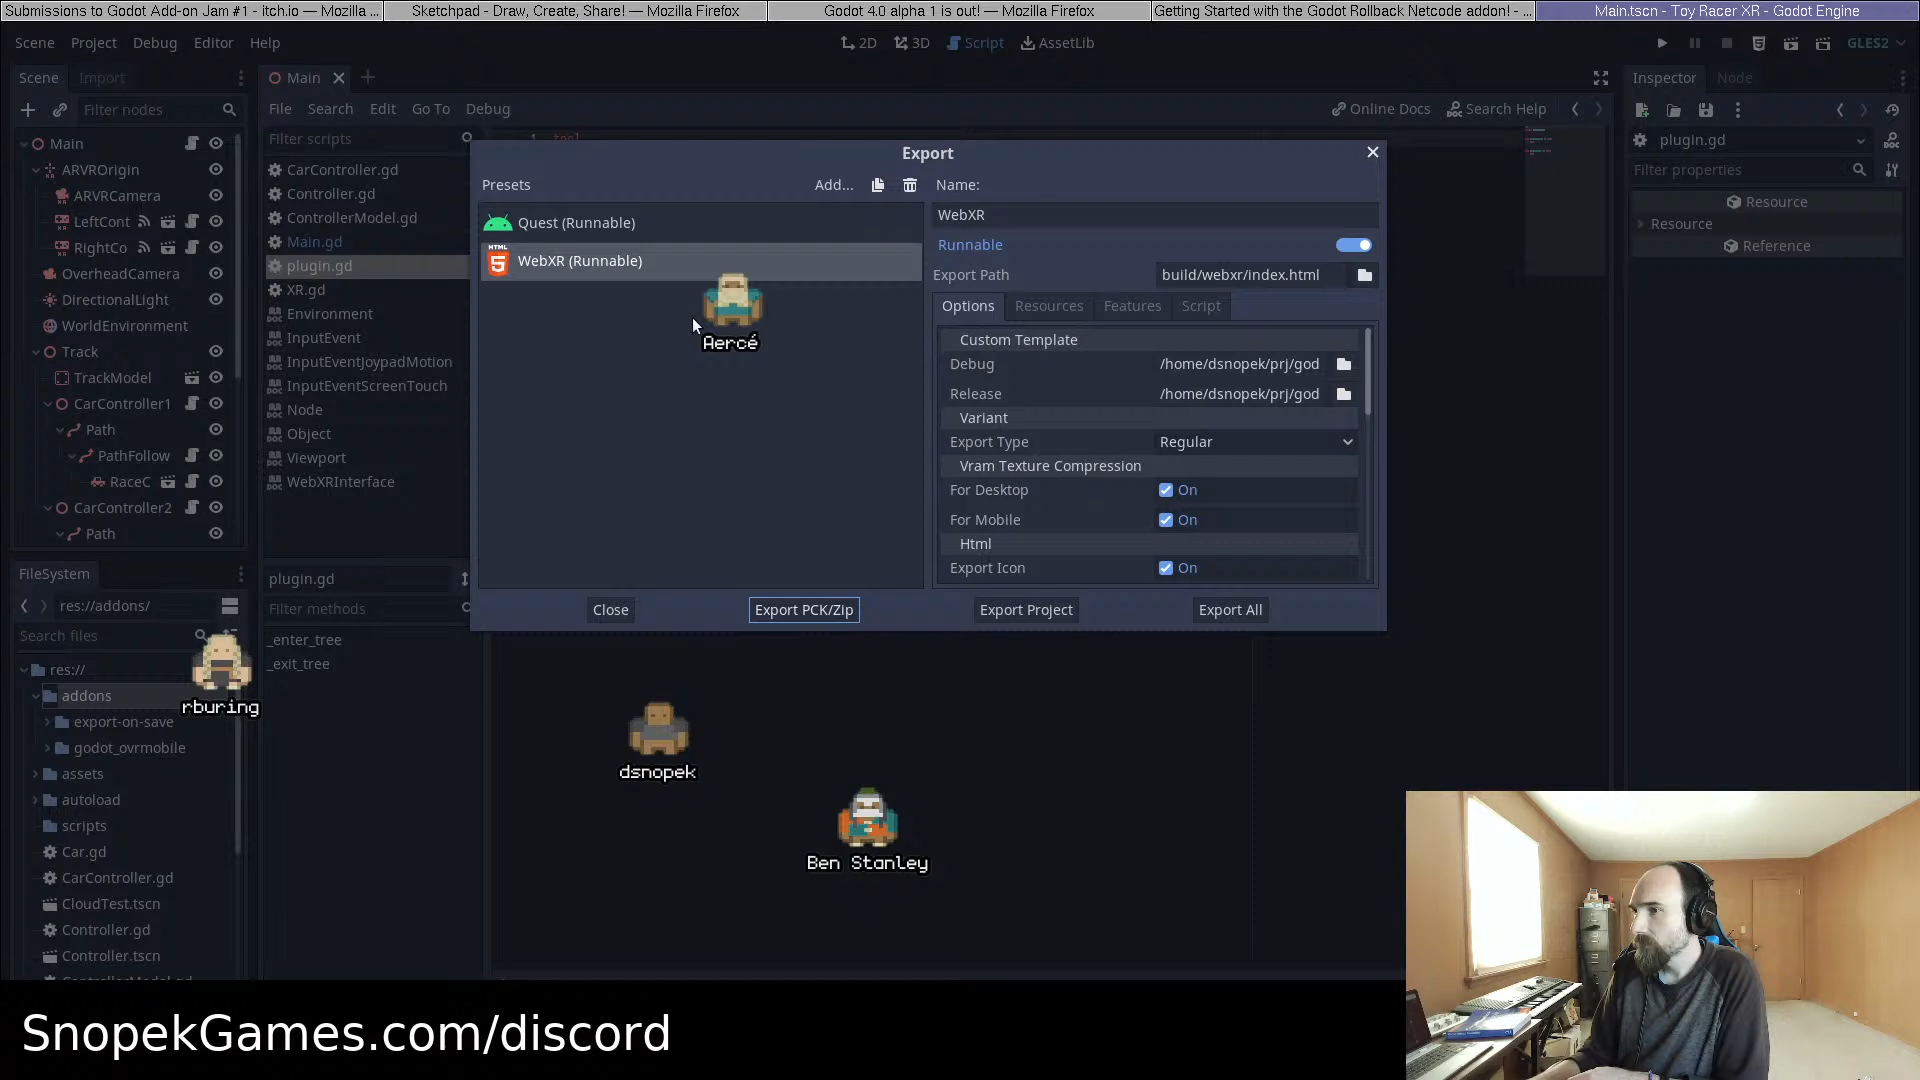 Submissions to Godot Add-on Jam #1 - itch.io — Mozilla ...
Sketchpad - Draw, Create, Share! — Mozilla Firefox
Godot 4.0 alpha 1 is out! — Mozilla Firefox
Getting Started with the Godot Rollback Netcode addon! - ...
Main.tscn - Toy Racer XR - Godot Engine
Scene Project Debug Editor Help
2D 3D Script AssetLib
GLES2
Scene Import
Main
Inspector Node
Filter nodes
File Search Edit Go To Debug
Online Docs Search Help
Filter scripts
1 tool
plugin.gd
Filter properties
Resource
Resource
Reference
Main
ARVROrigin
ARVRCamera
LeftCont
RightCo
OverheadCamera
DirectionalLight
WorldEnvironment
Track
TrackModel
CarController1
Path
PathFollow
RaceC
CarController2
Path
CarController.gd
Controller.gd
ControllerModel.gd
Main.gd
plugin.gd
XR.gd
Environment
InputEvent
InputEventJoypadMotion
InputEventScreenTouch
Node
Object
Viewport
WebXRInterface
plugin.gd
Filter methods
_enter_tree
_exit_tree
Export
Presets Add... Name:
Quest (Runnable)
WebXR (Runnable)
Aercé
WebXR
Runnable
Export Path build/webxr/index.html
Options Resources Features Script
Custom Template
Debug /home/dsnopek/prj/god
Release /home/dsnopek/prj/god
Variant
Export Type Regular
Vram Texture Compression
For Desktop On
For Mobile On
Html
Export Icon On
Close Export PCK/Zip Export Project Export All
FileSystem
res://addons/
Search files
res://
addons
export-on-save
godot_ovrmobile
assets
autoload
scripts
Car.gd
CarController.gd
CloudTest.tscn
Controller.gd
Controller.tscn
ControllerModel.gd
rburing
dsnopek
Ben Stanley
SnopekGames.com/discord